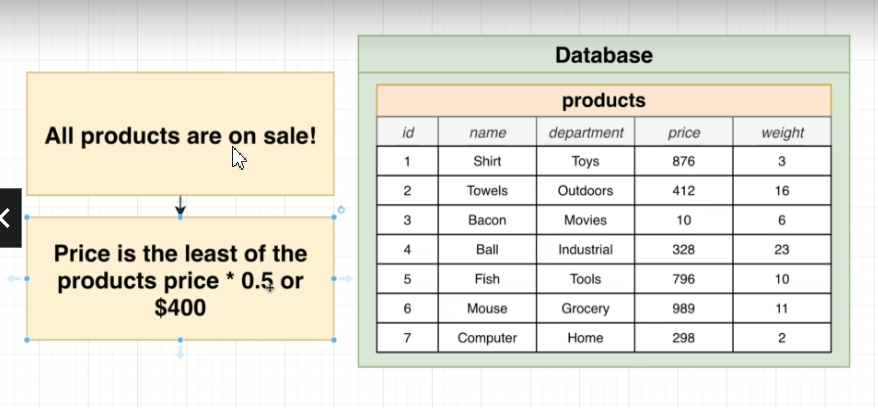 All products are on sale!
Price is the least of the
products price * 0.5 or
$400
Database
products
id name department price weight
1 Shirt Toys 876 3
2 Towels Outdoors 412 16
3 Bacon Movies 10 6
4 Ball Industrial 328 23
5 Fish Tools 796 10
6 Mouse Grocery 989 11
7 Computer Home 298 2